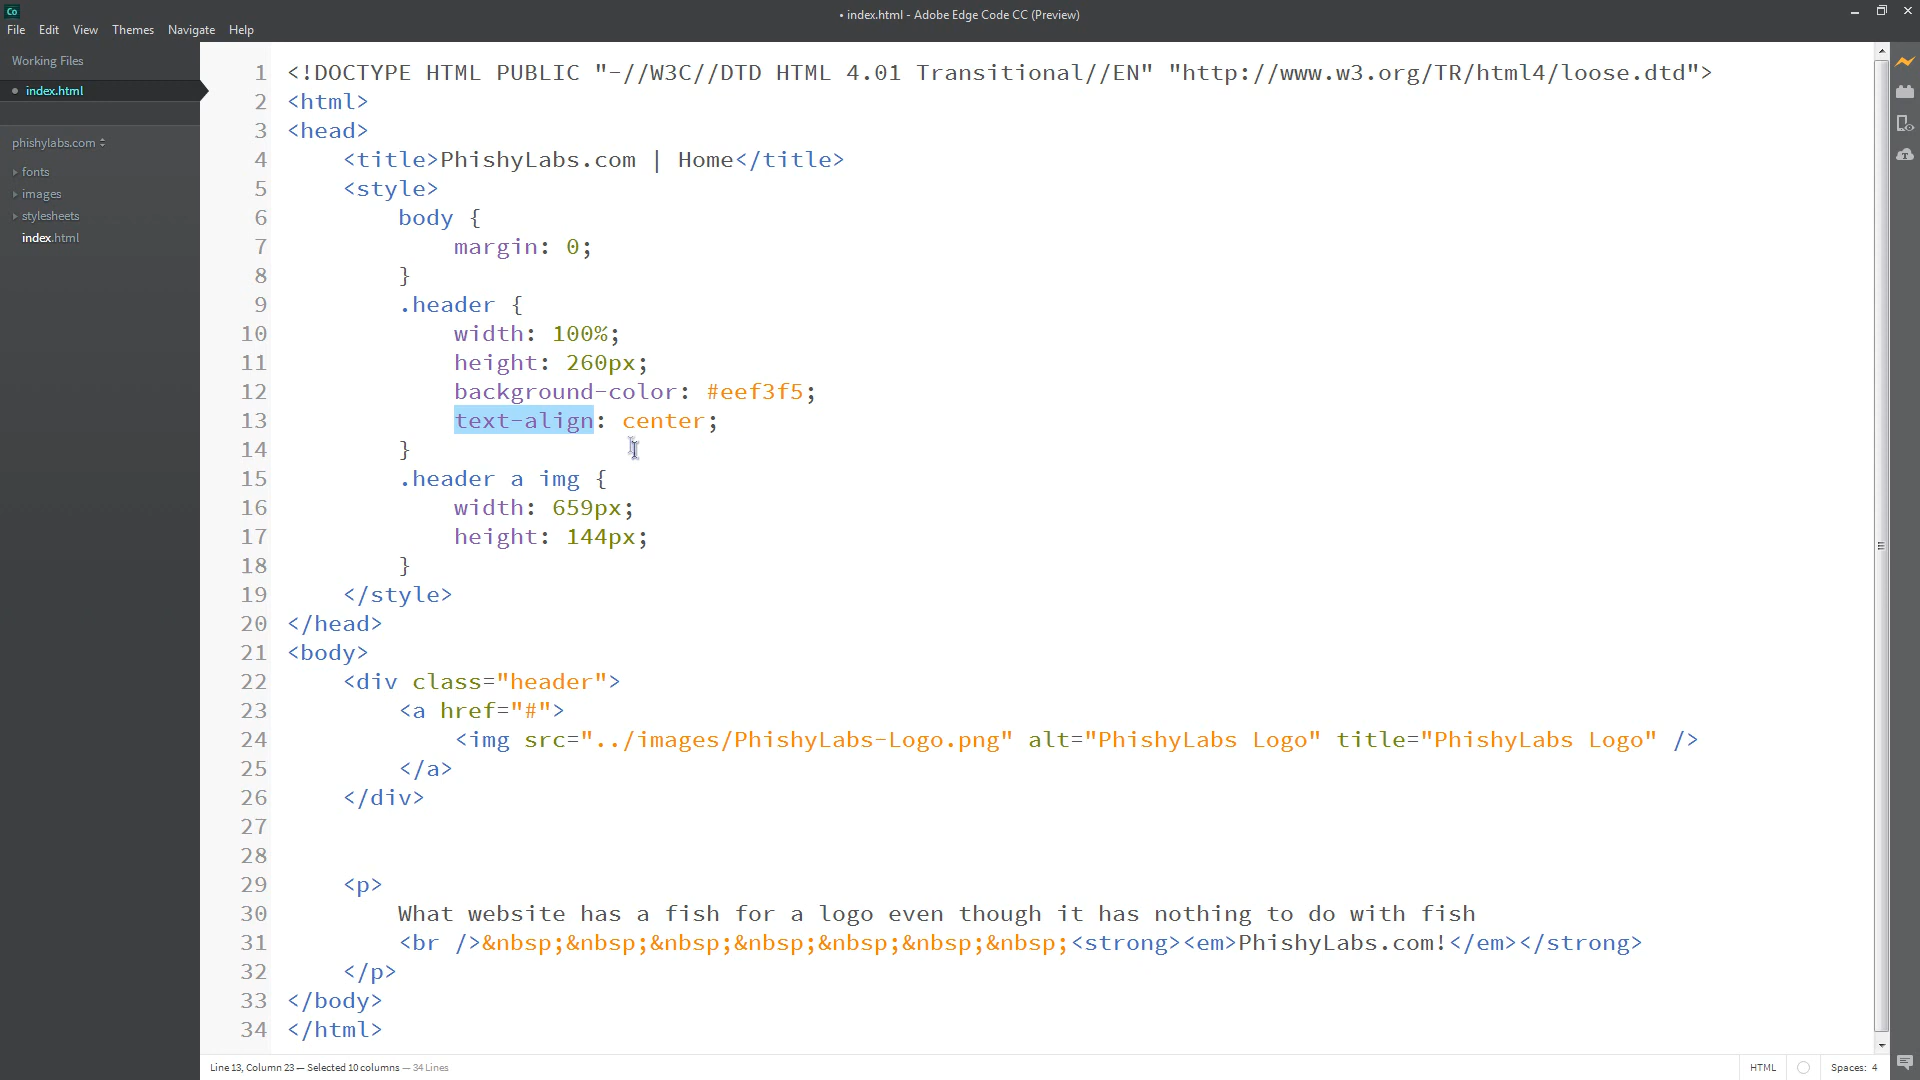 Co
• index.html - Adobe Edge Code CC (Preview)
File Edit View Themes Navigate Help
Working Files
index.html
phishylabs.com
fonts
images
stylesheets
index.html
1 <!DOCTYPE HTML PUBLIC "-//W3C//DTD HTML 4.01 Transitional//EN" "http://www.w3.org/TR/html4/loose.dtd">
2 <html>
3 <head>
4 <title>PhishyLabs.com | Home</title>
5 <style>
6 body {
7 margin: 0;
8 }
9 .header {
10 width: 100%;
11 height: 260px;
12 background-color: #eef3f5;
13 text-align: center;
14 }
15 .header a img {
16 width: 659px;
17 height: 144px;
18 }
19 </style>
20 </head>
21 <body>
22 <div class="header">
23 <a href="#">
24 <img src="../images/PhishyLabs-Logo.png" alt="PhishyLabs Logo" title="PhishyLabs Logo" />
25 </a>
26 </div>
27
28
29 <p>
30 What website has a fish for a logo even though it has nothing to do with fish
31 <br />&nbsp;&nbsp;&nbsp;&nbsp;&nbsp;&nbsp;&nbsp;<strong><em>PhishyLabs.com!</em></strong>
32 </p>
33 </body>
34 </html>
Line 13, Column 23 — Selected 10 columns — 34 Lines
HTML
Spaces: 4